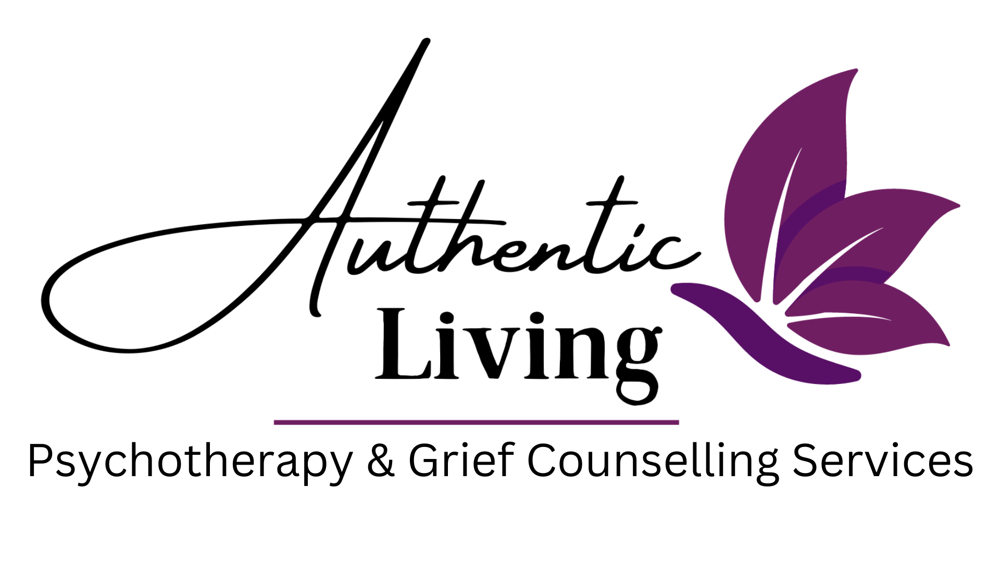 Authentic
Living
Psychotherapy & Grief Counselling Services